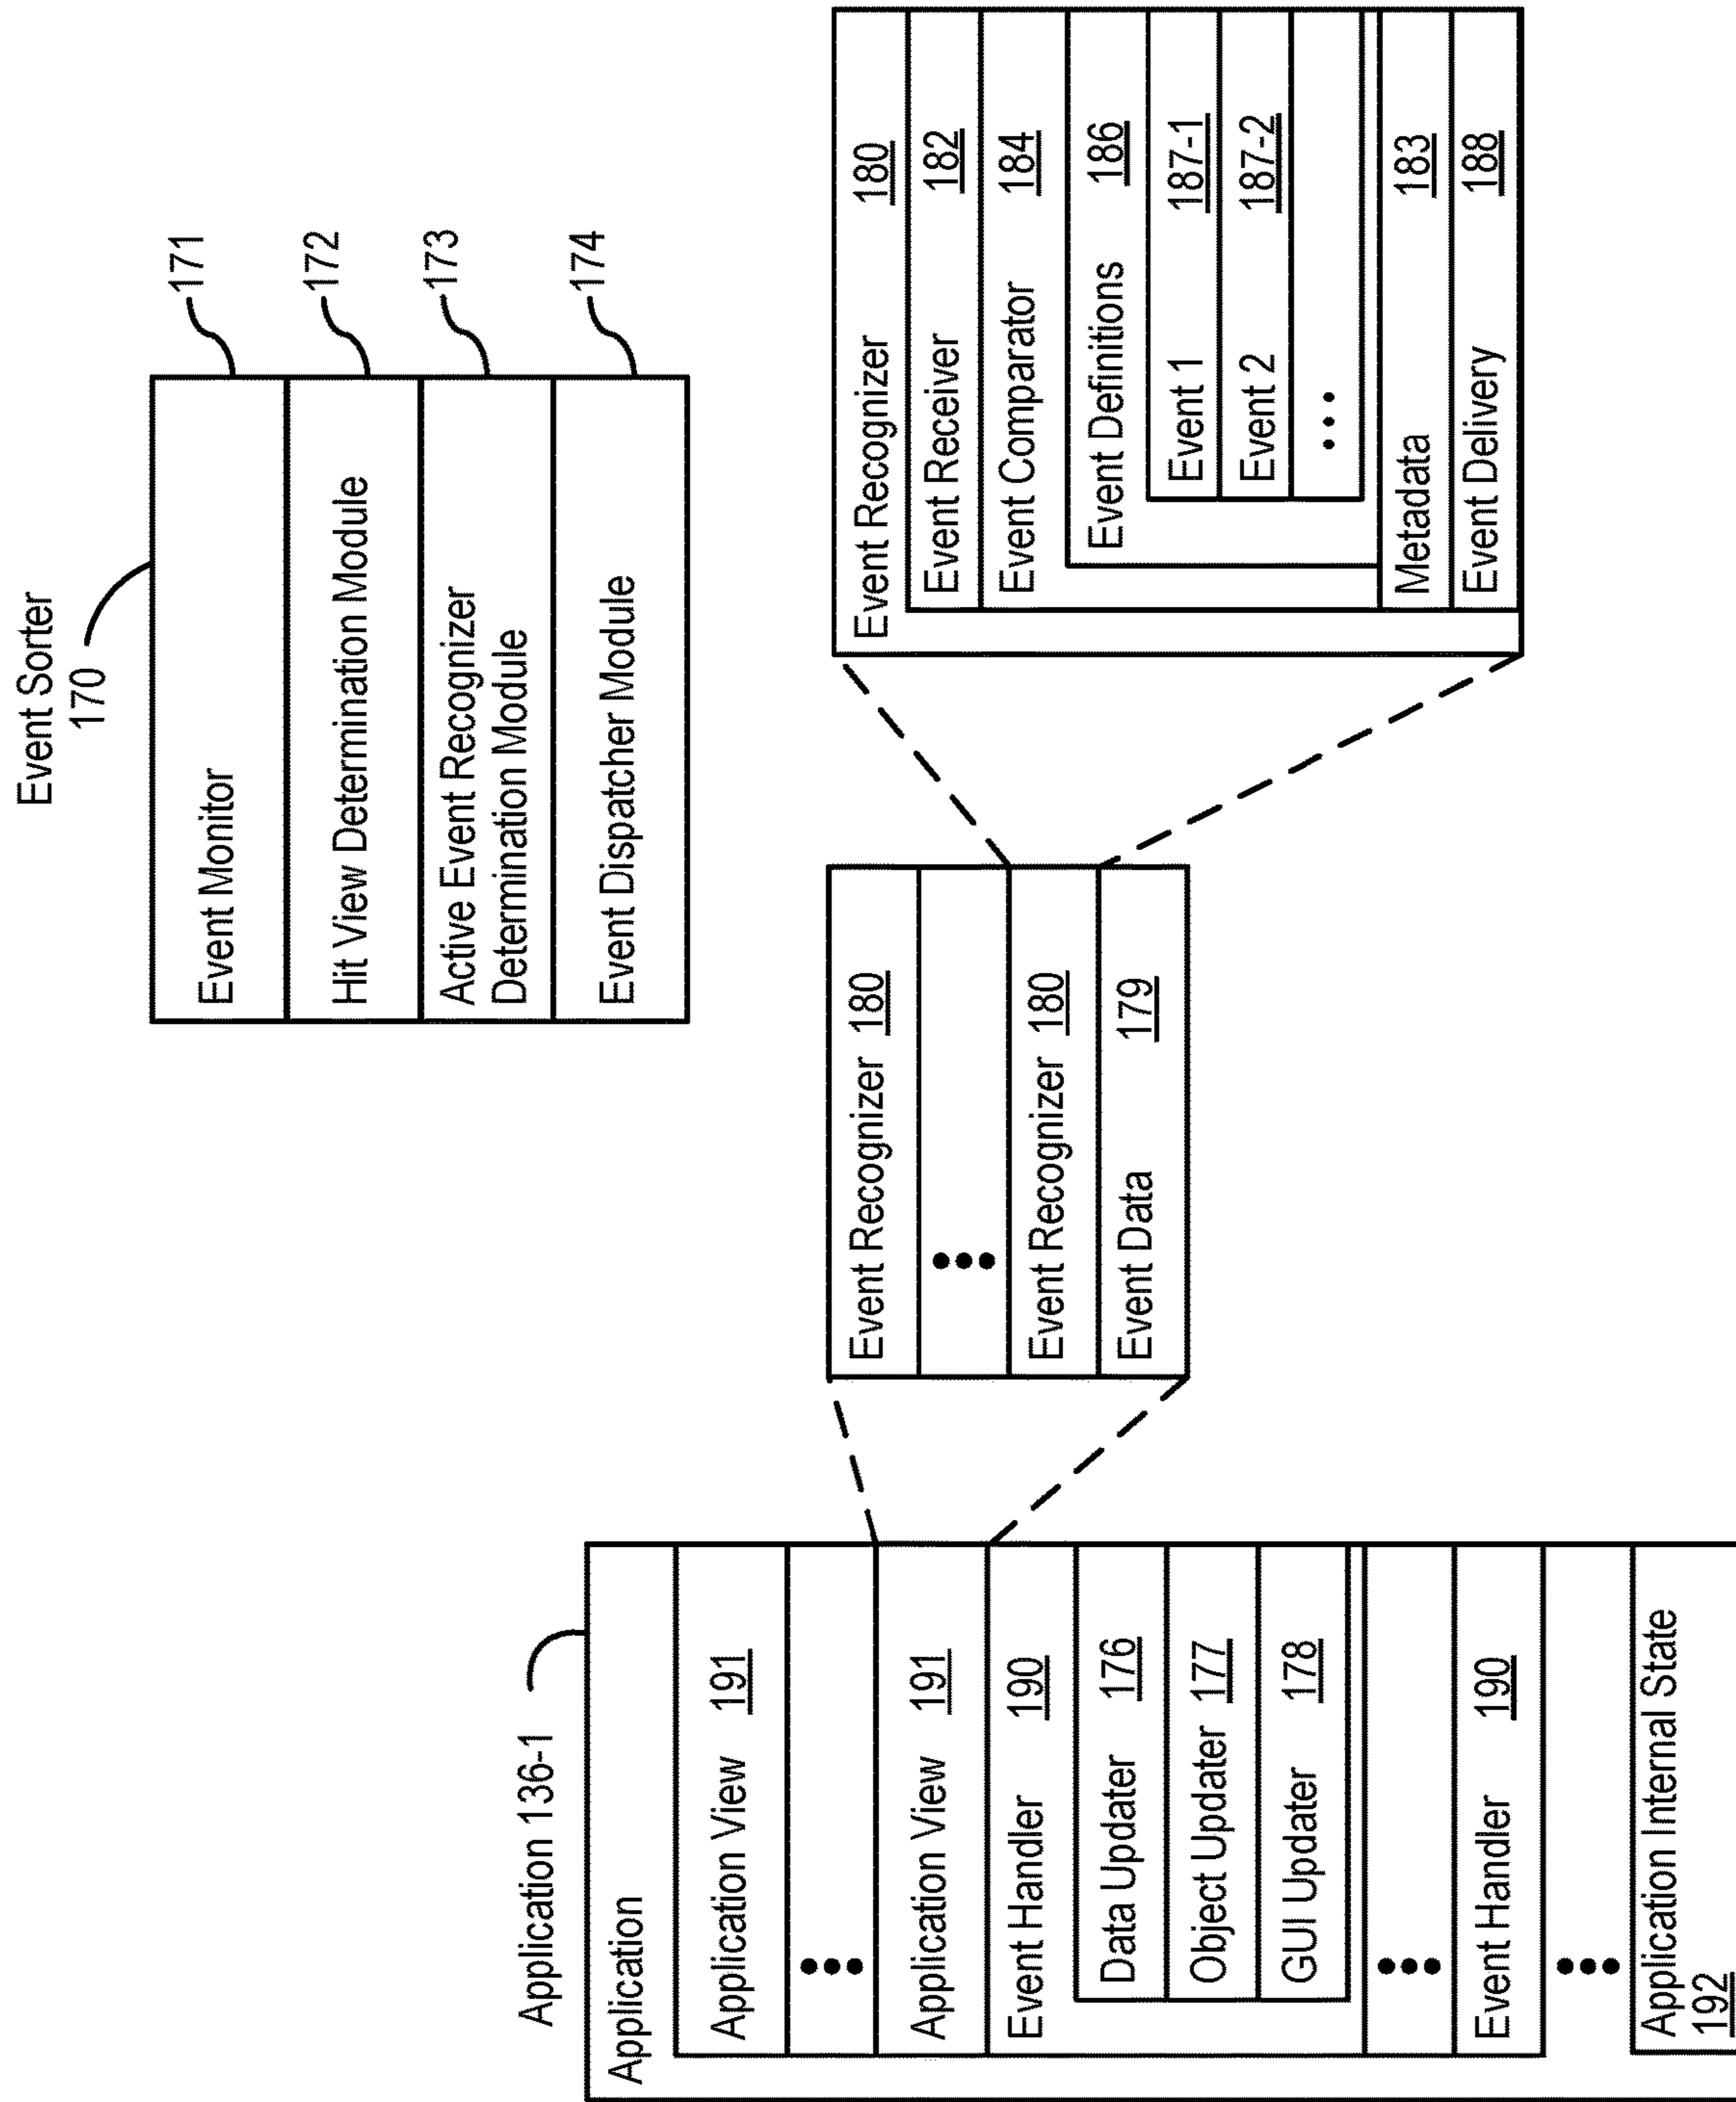 Event Sorter
170
Event Monitor
171
Hit View Determination Module
172
Active Event Recognizer
Determination Module
173
Event Dispatcher Module
174
Application 136-1
Application
Application View 191
•••
Application View 191
Event Handler 190
Data Updater 176
Object Updater 177
GUI Updater 178
•••
Event Handler 190
•••
Application Internal State
192
Event Recognizer 180
•••
Event Recognizer 180
Event Data 179
Event Recognizer 180
Event Receiver 182
Event Comparator 184
Event Definitions 186
Event 1 187-1
Event 2 187-2
•••
Metadata 183
Event Delivery 188